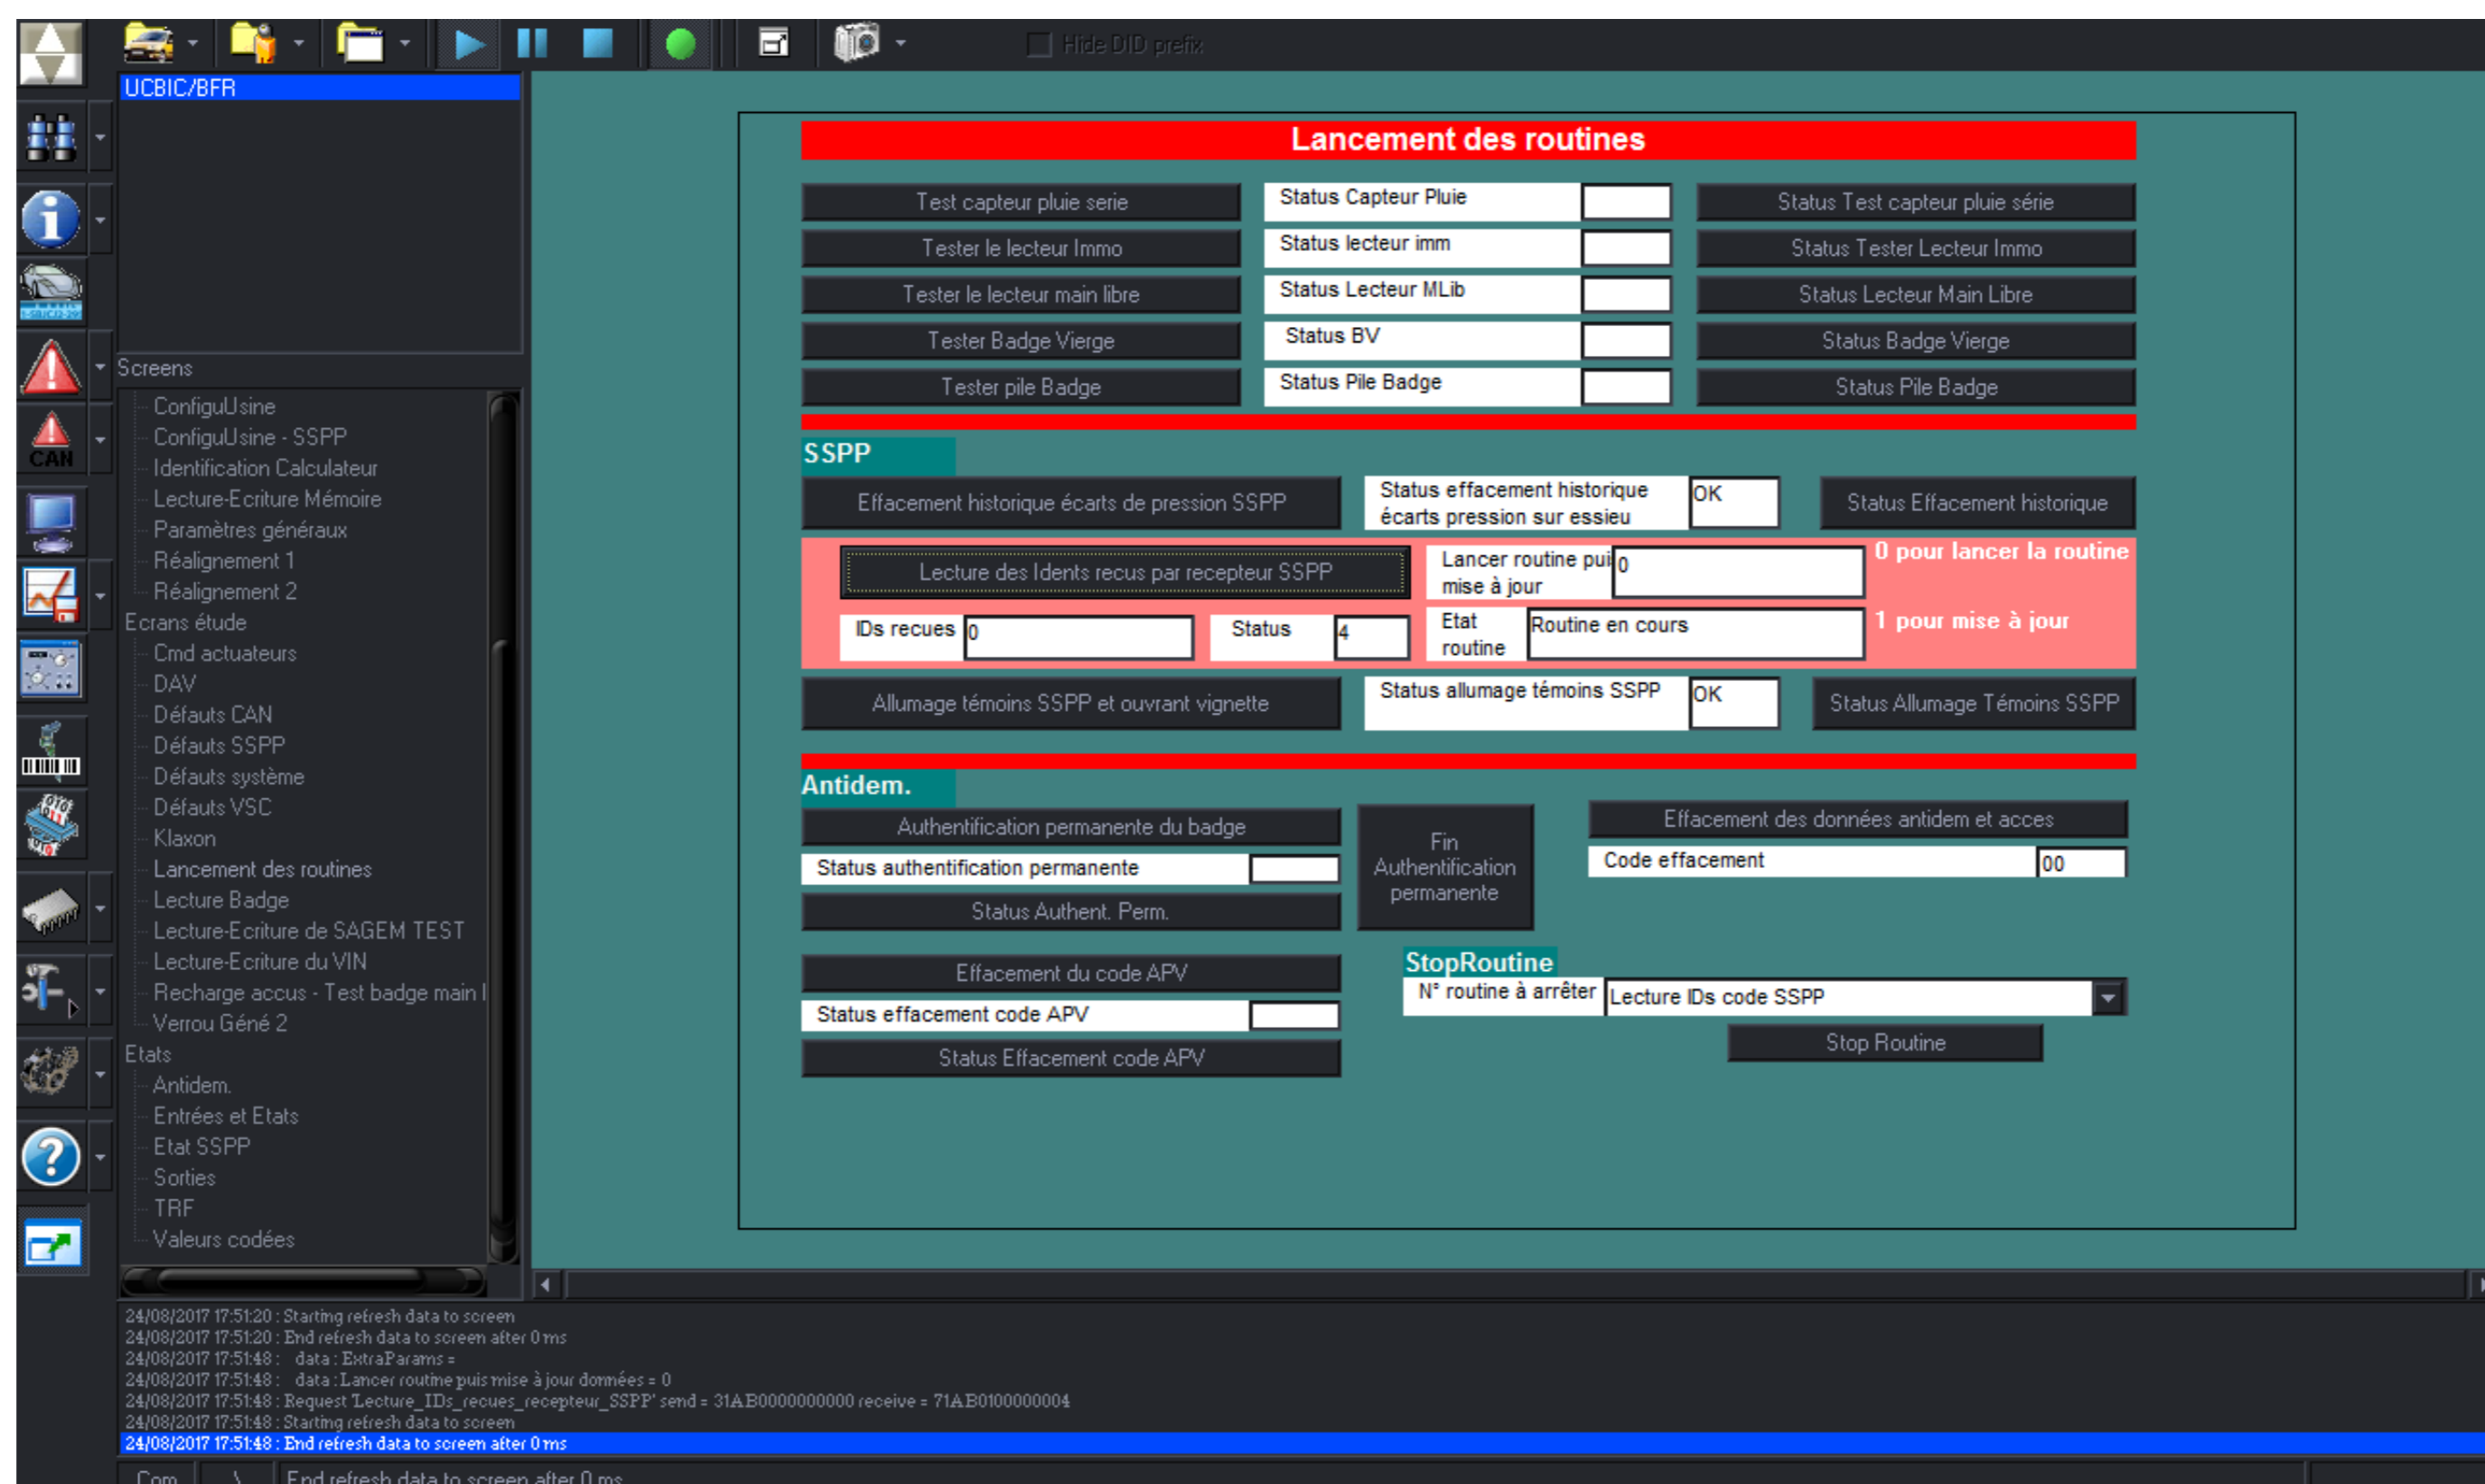 Hide DID prefix
UCBIC/BFR
Screens
ConfiguUsine
ConfiguUsine - SSPP
Identification Calculateur
Lecture-Ecriture Mémoire
Paramètres généraux
Réalignement 1
Réalignement 2
Ecrans étude
Cmd actuateurs
DAV
Défauts CAN
Défauts SSPP
Défauts système
Défauts VSC
Klaxon
Lancement des routines
Lecture Badge
Lecture-Ecriture de SAGEM TEST
Lecture-Ecriture du VIN
Recharge accus - Test badge main l
Verrou Géné 2
Etats
Antidem.
Entrées et Etats
Etat SSPP
Sorties
TRF
Valeurs codées
CAN
Lancement des routines
Test capteur pluie serie
Status Capteur Pluie
Status Test capteur pluie série
Tester le lecteur Immo
Status lecteur imm
Status Tester Lecteur Immo
Tester le lecteur main libre
Status Lecteur MLib
Status Lecteur Main Libre
Tester Badge Vierge
Status BV
Status Badge Vierge
Tester pile Badge
Status Pile Badge
Status Pile Badge
SSPP
Effacement historique écarts de pression SSPP
Status effacement historique
écarts pression sur essieu
OK
Status Effacement historique
Lecture des Idents recus par recepteur SSPP
Lancer routine pui
mise à jour
0
0 pour lancer la routine
IDs recues
0
Status
4
Etat
routine
Routine en cours
1 pour mise à jour
Allumage témoins SSPP et ouvrant vignette
Status allumage témoins SSPP
OK
Status Allumage Témoins SSPP
Antidem.
Authentification permanente du badge
Status authentification permanente
Status Authent. Perm.
Fin
Authentification
permanente
Effacement des données antidem et acces
Code effacement
00
Effacement du code APV
Status effacement code APV
Status Effacement code APV
StopRoutine
N° routine à arrêter
Lecture IDs code SSPP
Stop Routine
24/08/2017 17:51:20 : Starting refresh data to screen
24/08/2017 17:51:20 : End refresh data to screen after 0 ms
24/08/2017 17:51:48 : data : ExtraParams =
24/08/2017 17:51:48 : data : Lancer routine puis mise à jour données = 0
24/08/2017 17:51:48 : Request 'Lecture_IDs_recues_recepteur_SSPP' send = 31AB0000000000 receive = 71AB0100000004
24/08/2017 17:51:48 : Starting refresh data to screen
24/08/2017 17:51:48 : End refresh data to screen after 0 ms
Com
\
End refresh data to screen after 0 ms